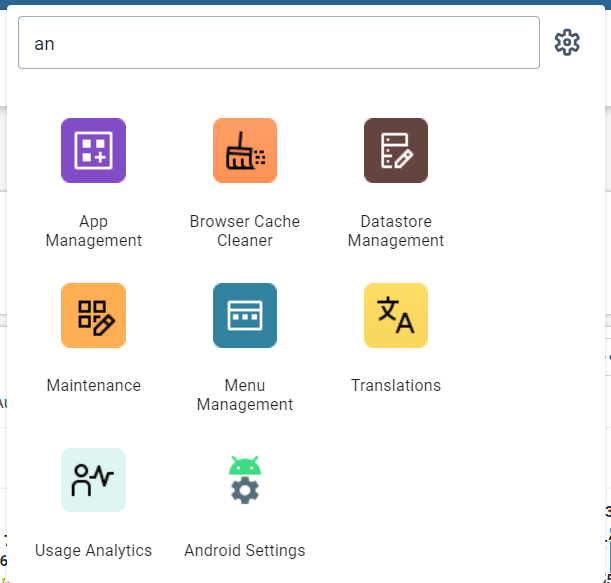 an
App
Management
Browser Cache
Cleaner
Datastore
Management
Maintenance
Menu
Management
Translations
Usage Analytics
Android Settings